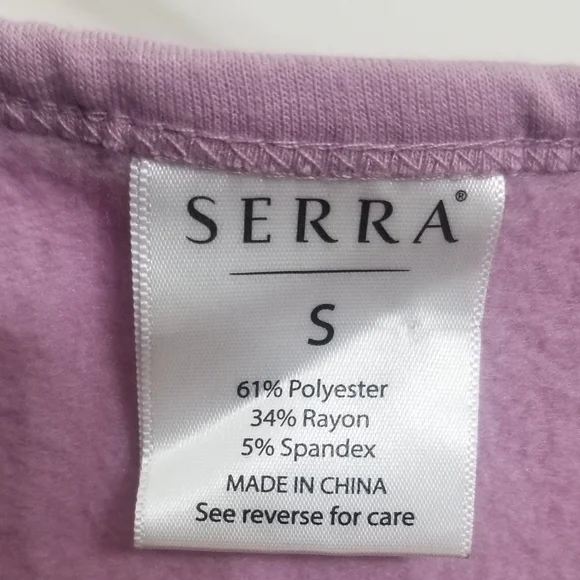 SERRA®
S
61% Polyester
34% Rayon
5% Spandex
MADE IN CHINA
See reverse for care